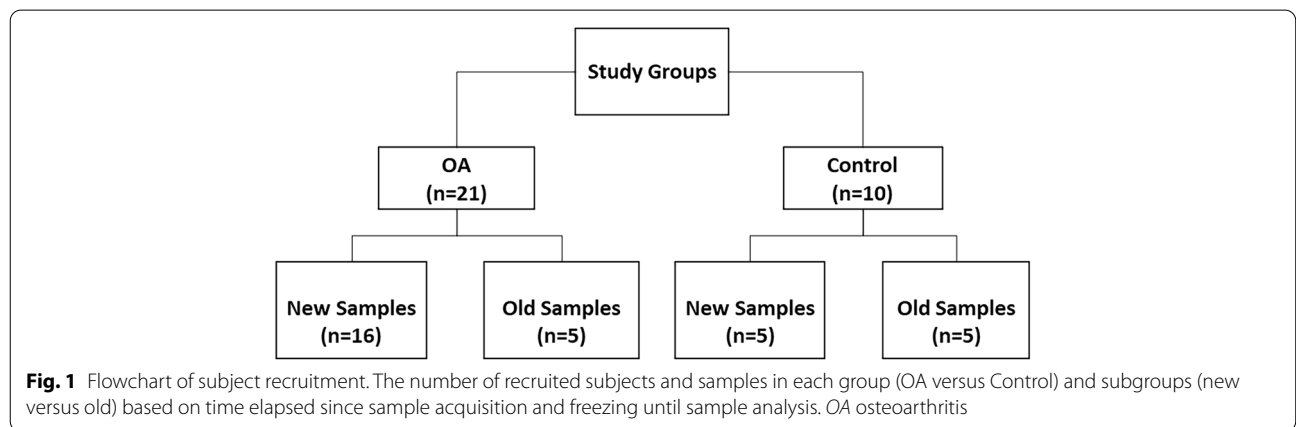 Study Groups
OA
(n=21)
Control
(n=10)
New Samples
(n=16)
Old Samples
(n=5)
New Samples
(n=5)
Old Samples
(n=5)
Fig. 1 Flowchart of subject recruitment. The number of recruited subjects and samples in each group (OA versus Control) and subgroups (new
versus old) based on time elapsed since sample acquisition and freezing until sample analysis. OA osteoarthritis